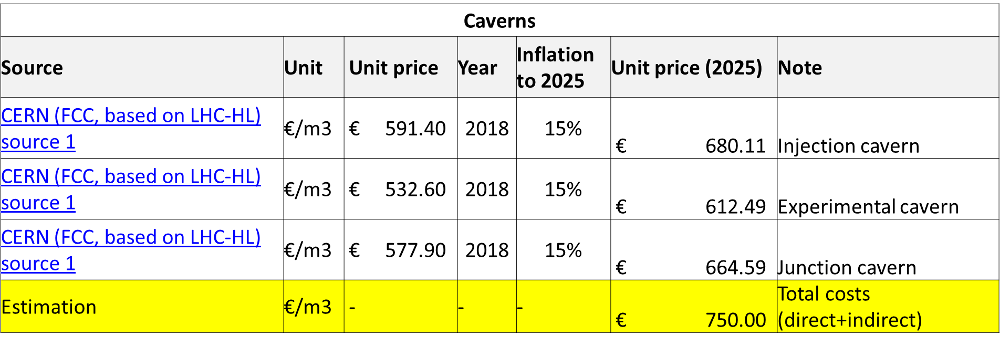 Caverns
Source Unit Unit price Year Inflation to 2025 Unit price (2025) Note
CERN (FCC, based on LHC-HL) source 1 €/m3 € 591.40 2018 15% € 680.11 Injection cavern
CERN (FCC, based on LHC-HL) source 1 €/m3 € 532.60 2018 15% € 612.49 Experimental cavern
CERN (FCC, based on LHC-HL) source 1 €/m3 € 577.90 2018 15% € 664.59 Junction cavern
Estimation €/m3 - - - € 750.00 Total costs (direct+indirect)